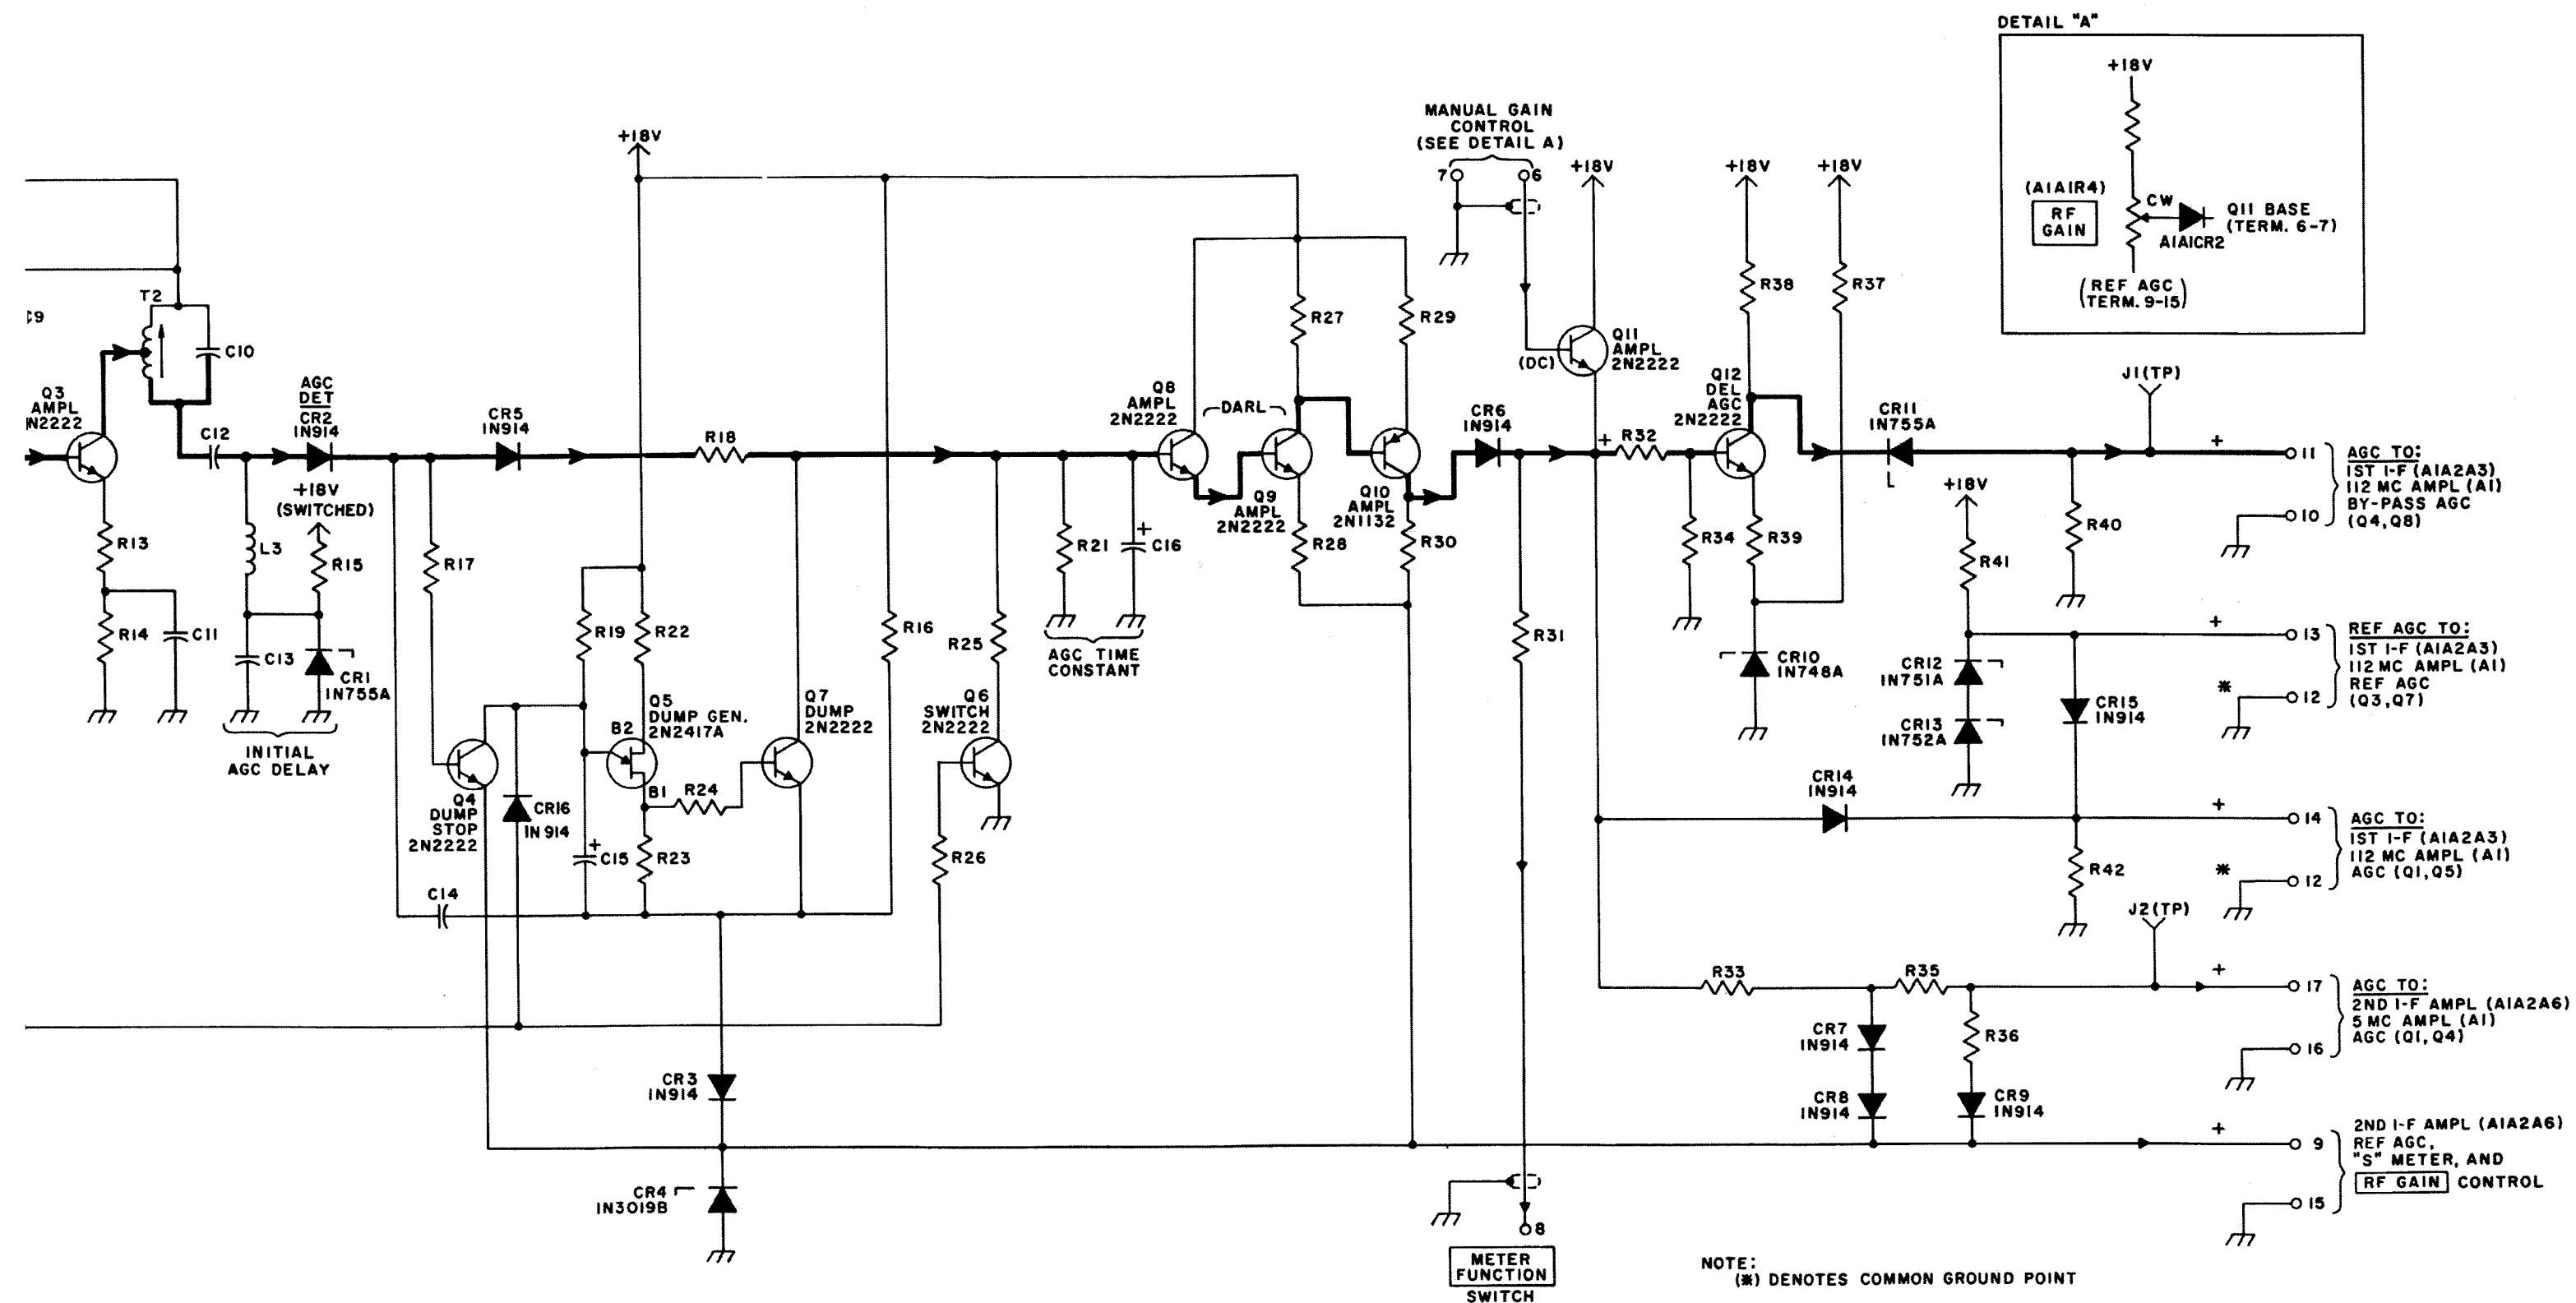 DETAIL "A"
+18V
(A1A1R4)
RF
GAIN
CW
A1A1CR2
Q11 BASE
(TERM. 6-7)
(REF AGC
TERM. 9-15)
MANUAL GAIN
CONTROL
(SEE DETAIL A)
7
6
+18V
+18V
+18V
+18V
T2
C10
Q3
AMPL
2N2222
C12
AGC
DET
CR2
1N914
CR5
1N914
R18
+18V
(SWITCHED)
L3
R15
R13
R14
C11
C13
CR1
1N755A
INITIAL
AGC DELAY
R17
R19
R22
R16
Q4
DUMP
STOP
2N2222
CR16
1N914
B2
Q5
DUMP GEN.
2N2417A
B1
R24
Q7
DUMP
2N2222
+
C15
R23
C14
R25
Q6
SWITCH
2N2222
R26
R21
+
C16
AGC TIME
CONSTANT
Q8
AMPL
2N2222
DARL
Q9
AMPL
2N2222
R27
R28
R29
Q10
AMPL
2N1132
R30
CR6
1N914
R31
(DC)
Q11
AMPL
2N2222
+
R32
R34
Q12
DEL
AGC
2N2222
R38
R37
R39
CR10
1N748A
CR11
1N755A
J1(TP)
R40
+18V
R41
CR12
1N751A
CR13
1N752A
CR15
1N914
CR14
1N914
R42
J2(TP)
R33
R35
CR7
1N914
CR8
1N914
R36
CR9
1N914
CR3
1N914
CR4
1N3019B
8
METER
FUNCTION
SWITCH
+
11
10
AGC TO:
1ST I-F (A1A2A3)
112 MC AMPL (A1)
BY-PASS AGC
(Q4,Q8)
+
13
*
12
REF AGC TO:
1ST I-F (A1A2A3)
112 MC AMPL (A1)
REF AGC
(Q3,Q7)
+
14
*
12
AGC TO:
1ST I-F (A1A2A3)
112 MC AMPL (A1)
AGC (Q1,Q5)
+
17
16
AGC TO:
2ND I-F AMPL (A1A2A6)
5 MC AMPL (A1)
AGC (Q1,Q4)
+
9
15
2ND I-F AMPL (A1A2A6)
REF AGC,
"S" METER, AND
RF GAIN CONTROL
NOTE:
(*) DENOTES COMMON GROUND POINT